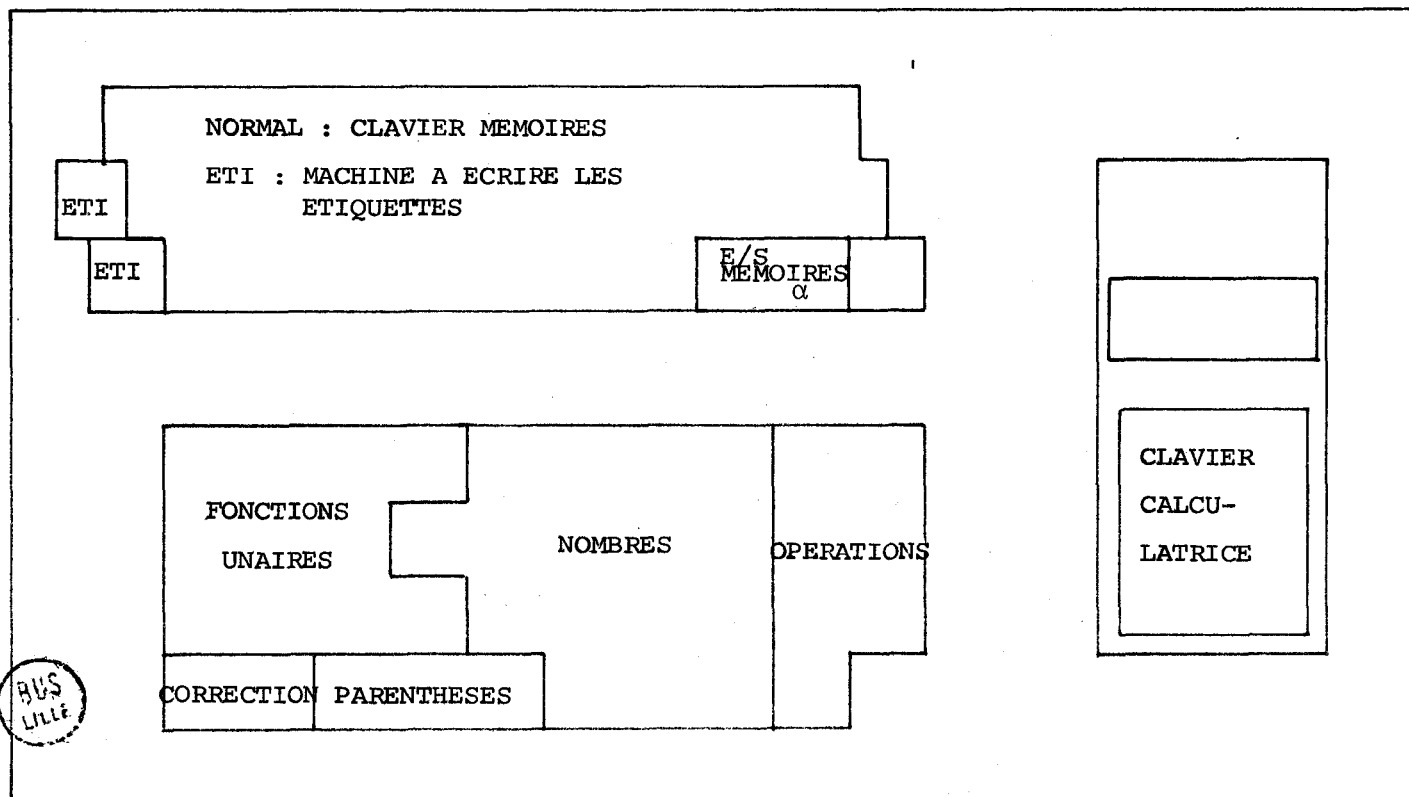 NORMAL : CLAVIER MEMOIRES
ETI : MACHINE A ECRIRE LES
ETIQUETTES
ETI
ETI
E/S
MEMOIRES
α
FONCTIONS
UNAIRES
NOMBRES
OPERATIONS
CORRECTION
PARENTHESES
CLAVIER
CALCU-
LATRICE
BUS
LILLE